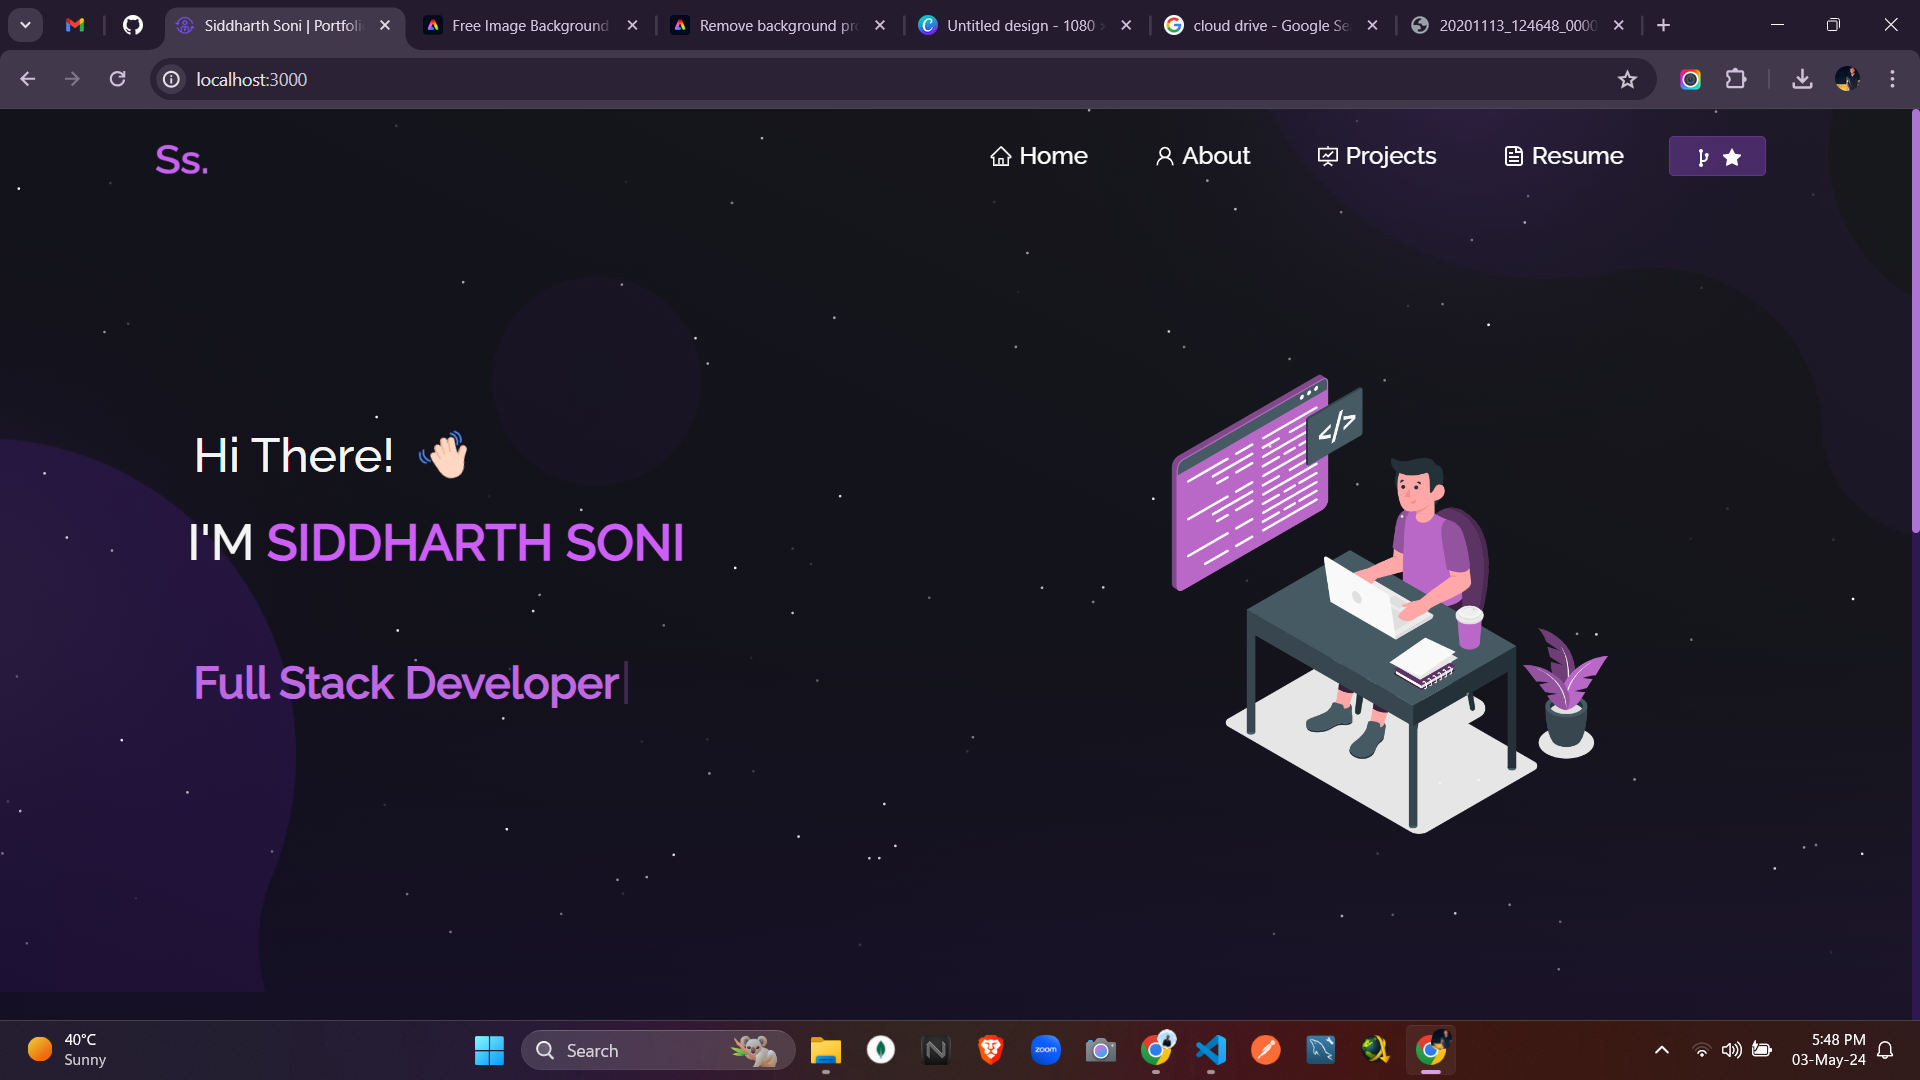 Siddharth Soni | Portfoli
Free Image Background
Remove background pr
Untitled design - 1080
cloud drive - Google Se
20201113_124648_0000
localhost:3000
Ss.
Home
About
Projects
Resume
Hi There!
I'M SIDDHARTH SONI
Full Stack Developer
</>
40°C
Sunny
Search
zoom
5:48 PM
03-May-24